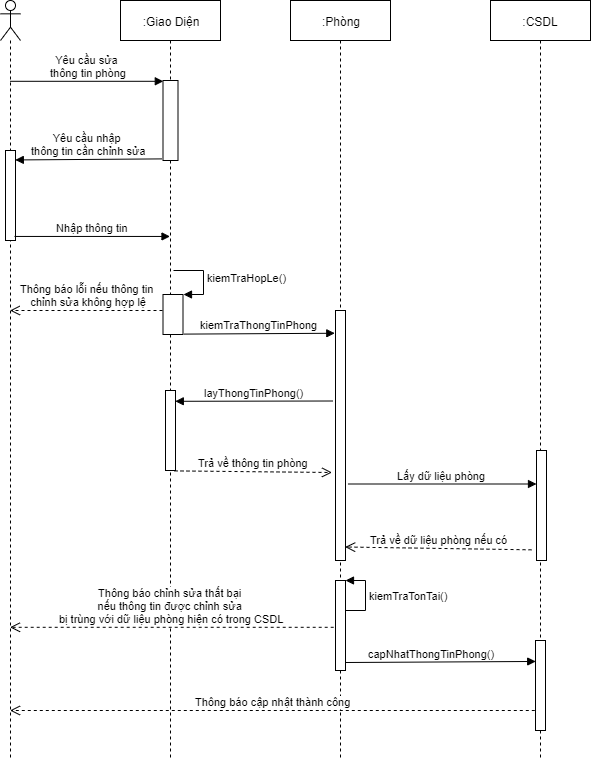 :Giao Diện
:Phòng
:CSDL
Yêu cầu sửa
thông tin phòng
Yêu cầu nhập
thông tin cần chỉnh sửa
Nhập thông tin
kiemTraHopLe()
Thông báo lỗi nếu thông tin
chỉnh sửa không hợp lệ
kiemTraThongTinPhong
layThongTinPhong()
Trả về thông tin phòng
Lấy dữ liệu phòng
Trả về dữ liệu phòng nếu có
Thông báo chỉnh sửa thất bại
nếu thông tin được chỉnh sửa
bị trùng với dữ liệu phòng hiện có trong CSDL
kiemTraTonTai()
capNhatThongTinPhong()
Thông báo cập nhật thành công